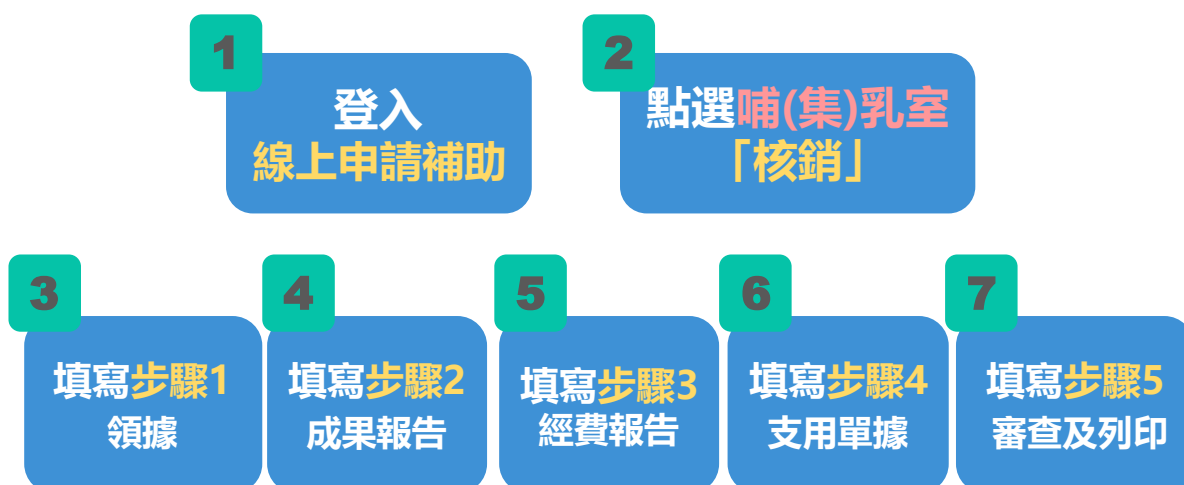 1
登入
線上申請補助
2
點選哺(集)乳室
「核銷」
3
填寫步驟1
領據
4
填寫步驟2
成果報告
5
填寫步驟3
經費報告
6
填寫步驟4
支用單據
7
填寫步驟5
審查及列印